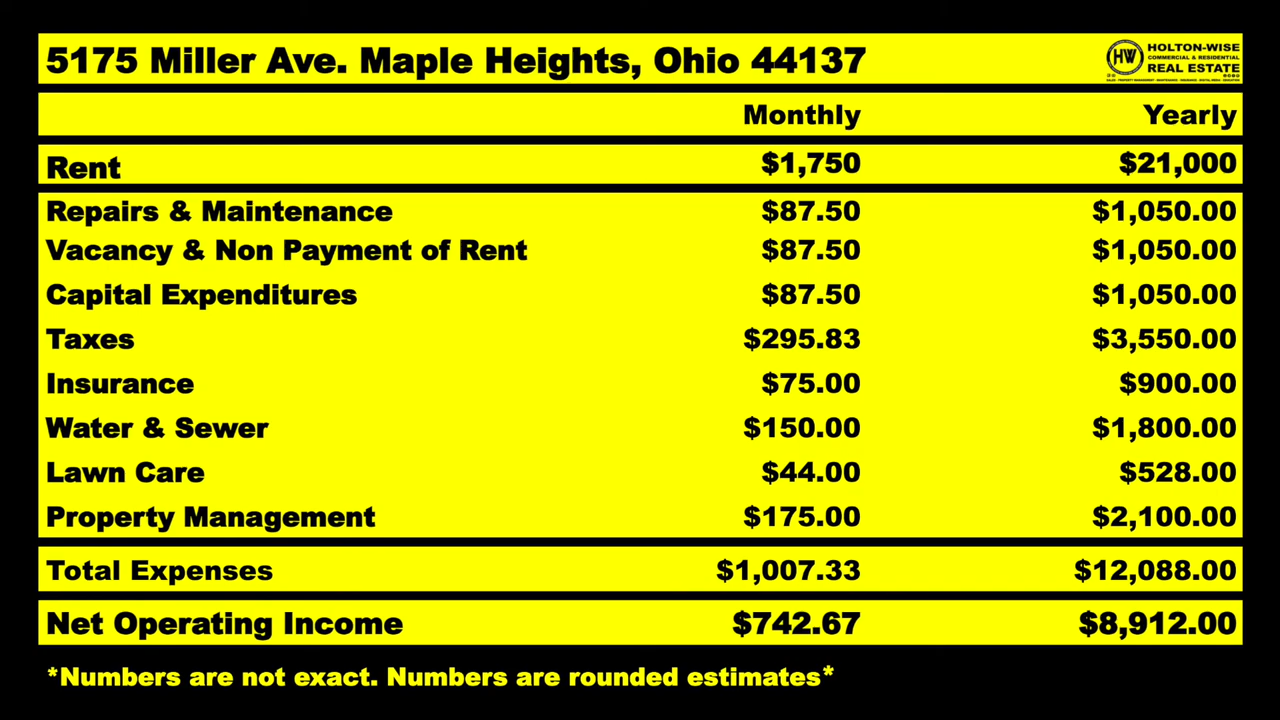 5175 Miller Ave. Maple Heights, Ohio 44137
HW
HOLTON-WISE
COMMERCIAL & RESIDENTIAL
REAL ESTATE
Monthly Yearly
Rent $1,750 $21,000
Repairs & Maintenance $87.50 $1,050.00
Vacancy & Non Payment of Rent $87.50 $1,050.00
Capital Expenditures $87.50 $1,050.00
Taxes $295.83 $3,550.00
Insurance $75.00 $900.00
Water & Sewer $150.00 $1,800.00
Lawn Care $44.00 $528.00
Property Management $175.00 $2,100.00
Total Expenses $1,007.33 $12,088.00
Net Operating Income $742.67 $8,912.00
*Numbers are not exact. Numbers are rounded estimates*